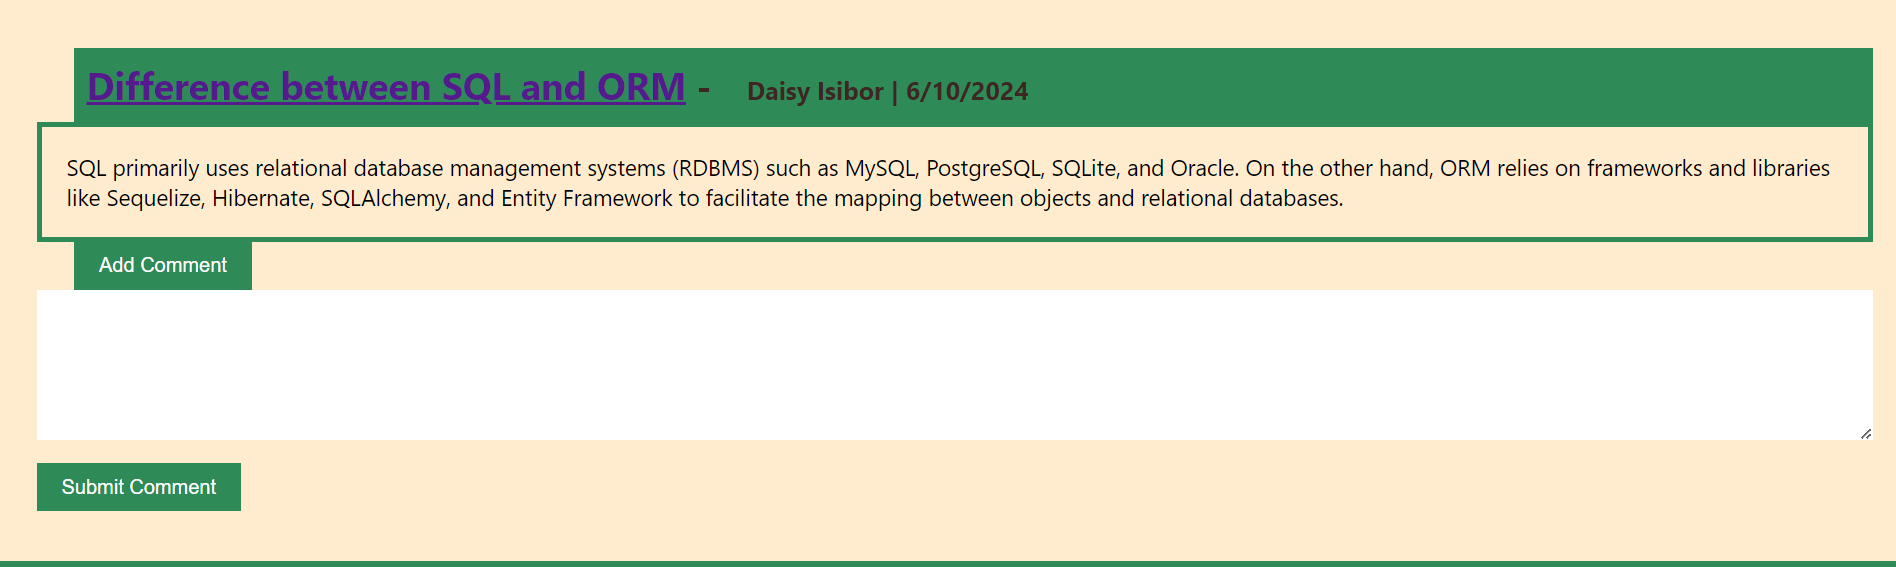 Difference between SQL and ORM - Daisy Isibor | 6/10/2024
SQL primarily uses relational database management systems (RDBMS) such as MySQL, PostgreSQL, SQLite, and Oracle. On the other hand, ORM relies on frameworks and libraries
like Sequelize, Hibernate, SQLAlchemy, and Entity Framework to facilitate the mapping between objects and relational databases.
Add Comment
Submit Comment